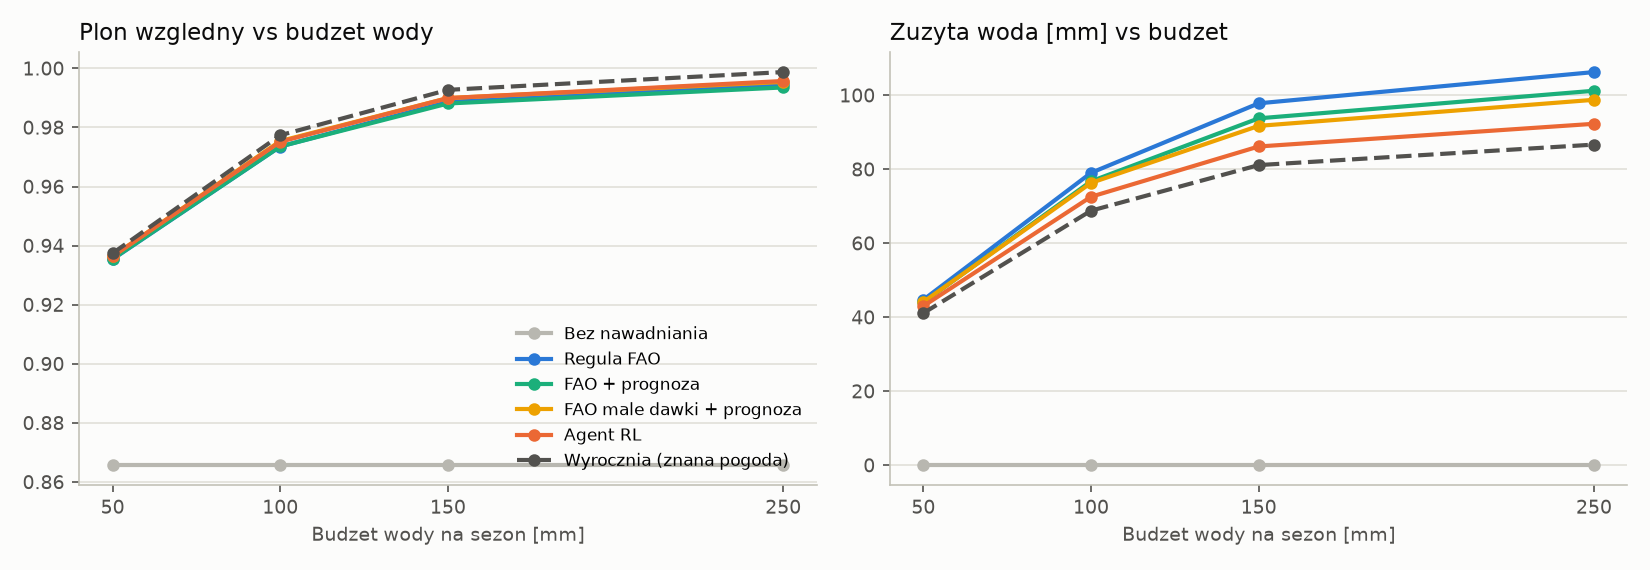 Plon wzgledny vs budzet wody
1.00
0.98
0.96
0.94
0.92
0.90
0.88
0.86
50
100
150
250
Budzet wody na sezon [mm]
Bez nawadniania
Regula FAO
FAO + prognoza
FAO male dawki + prognoza
Agent RL
Wyrocznia (znana pogoda)
Zuzyta woda [mm] vs budzet
100
80
60
40
20
0
50
100
150
250
Budzet wody na sezon [mm]